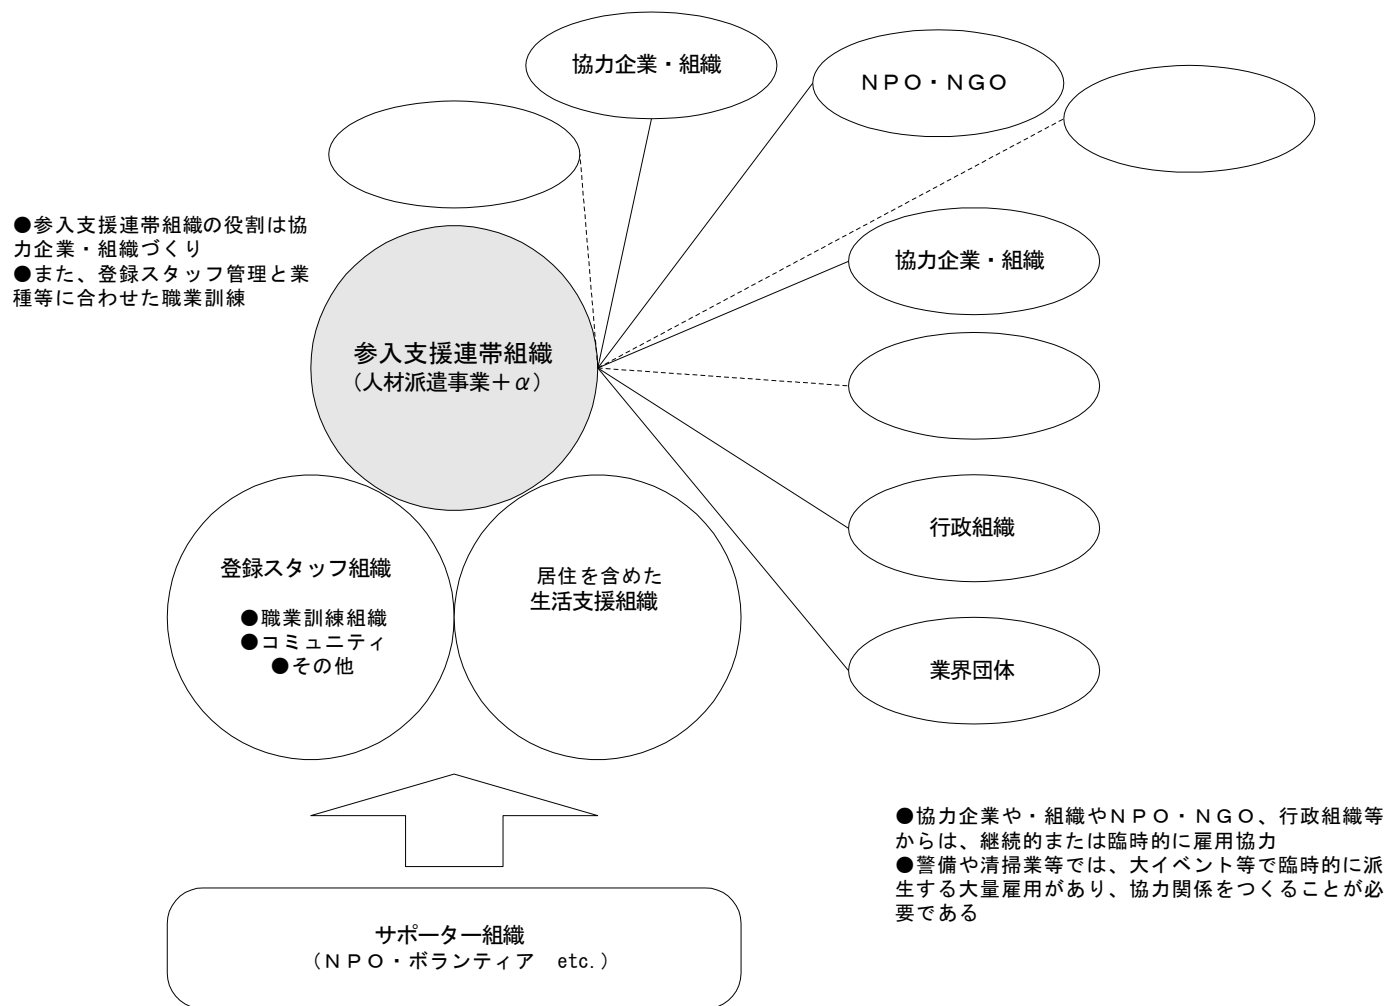 協力企業・組織
ＮＰＯ・ＮＧＯ
●参入支援連帯組織の役割は協
力企業・組織づくり
●また、登録スタッフ管理と業
種等に合わせた職業訓練
協力企業・組織
参入支援連帯組織
（人材派遣事業＋α）
行政組織
登録スタッフ組織
●職業訓練組織
●コミュニティ
●その他
居住を含めた
生活支援組織
業界団体
●協力企業や・組織やＮＰＯ・ＮＧＯ、行政組織等
からは、継続的または臨時的に雇用協力
●警備や清掃業等では、大イベント等で臨時的に派
生する大量雇用があり、協力関係をつくることが必
要である
サポーター組織
（ＮＰＯ・ボランティア　etc.）